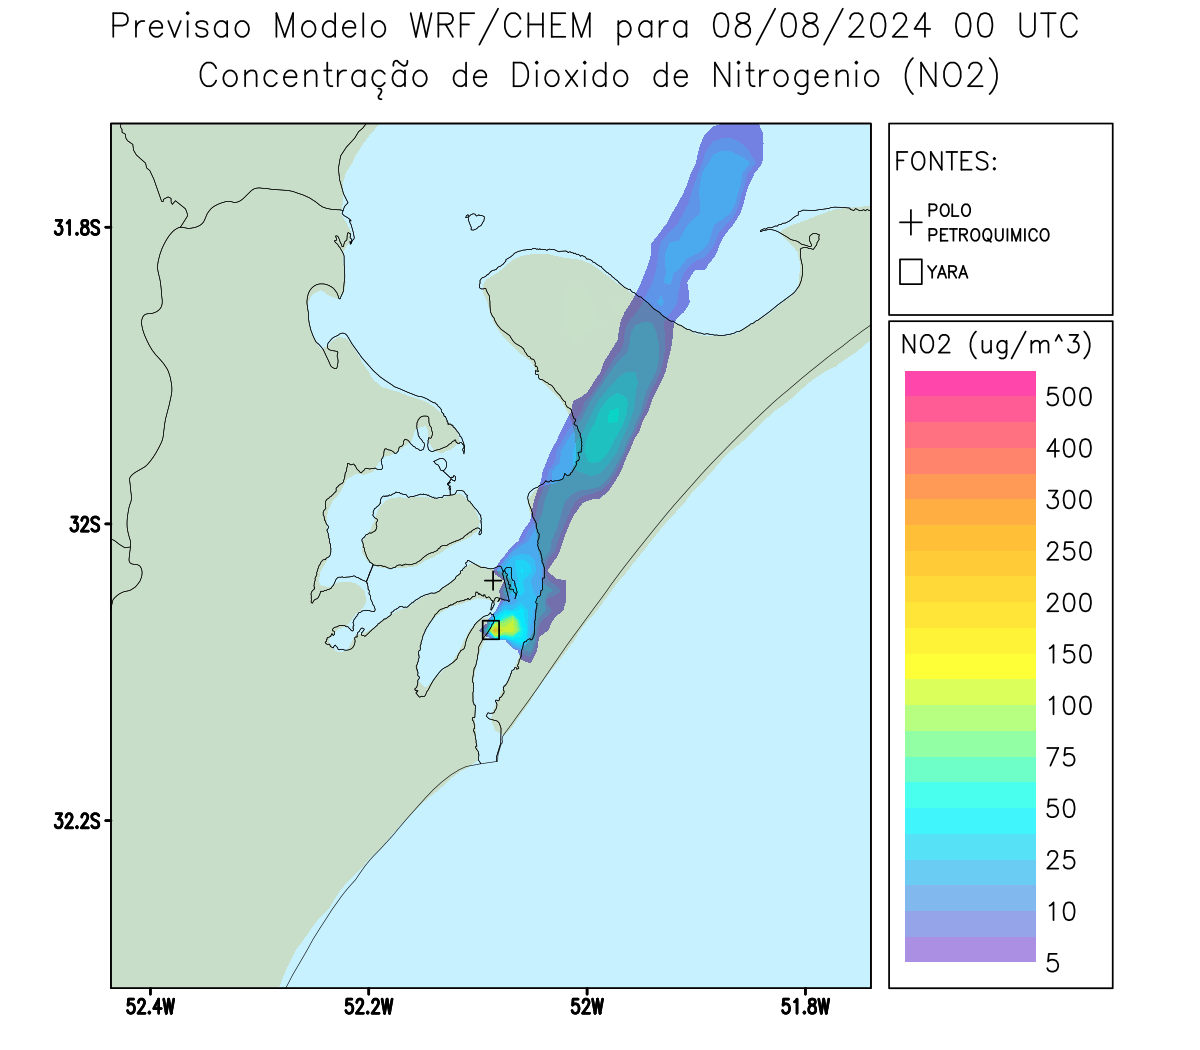 Previsao Modelo WRF/CHEM para 08/08/2024 00 UTC
Concentração de Dioxido de Nitrogenio (NO2)
FONTES:
POLO
PETROQUIMICO
YARA
31.8S
32S
32.2S
52.4W
52.2W
52W
51.8W
NO2 (ug/m^3)
500
400
300
250
200
150
100
75
50
25
10
5